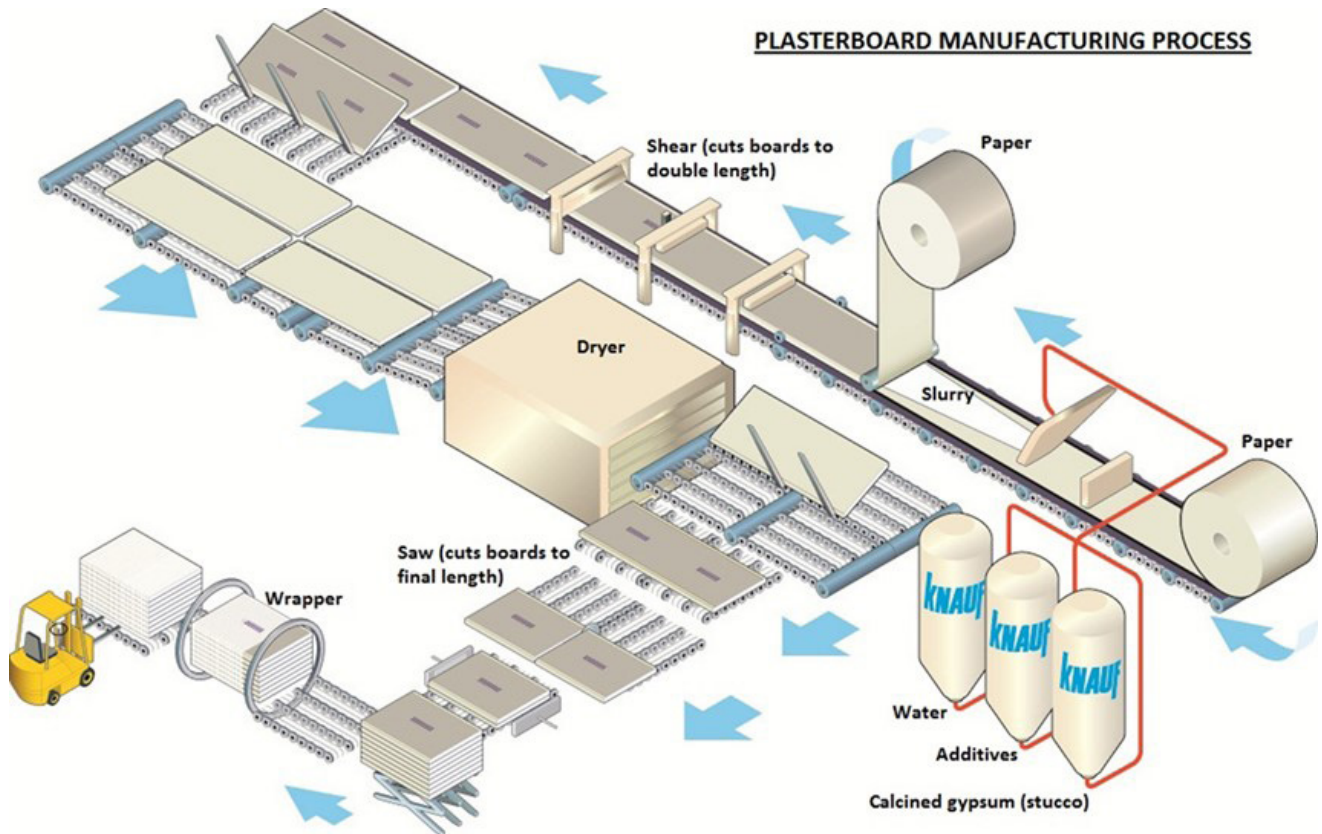 PLASTERBOARD MANUFACTURING PROCESS
Shear (cuts boards to
double length)
Paper
Dryer
Slurry
Paper
Saw (cuts boards to
final length)
Wrapper
KNAUF
KNAUF
KNAUF
Water
Additives
Calcined gypsum (stucco)